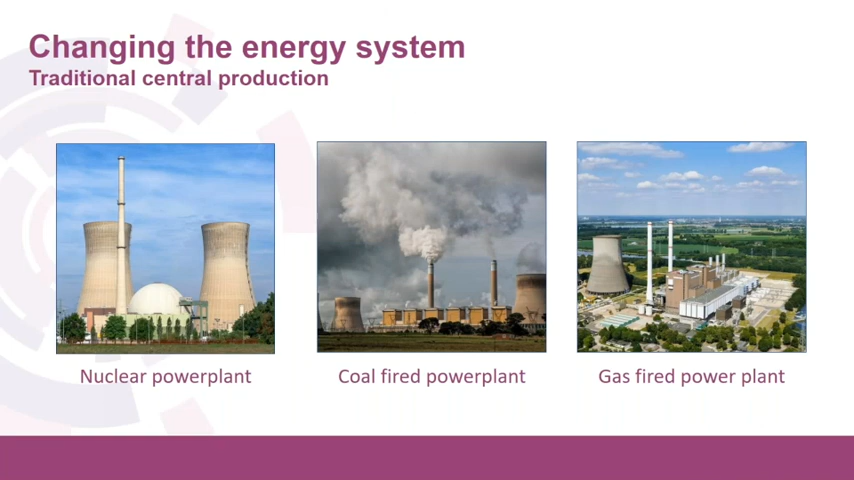 Changing the energy system
Traditional central production
Nuclear powerplant
Coal fired powerplant
Gas fired power plant